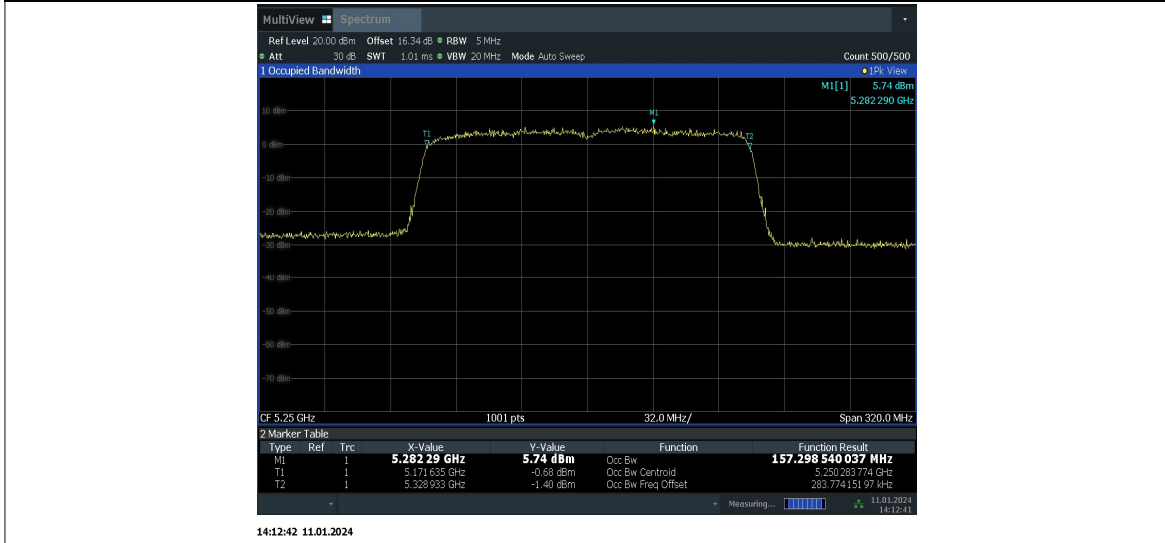 MultiView Spectrum
Ref Level 20.00 dBm Offset 16.34 dB RBW 5 MHz
Att 30 dB SWT 1.01 ms VBW 20 MHz Mode Auto Sweep Count 500/500
1 Occupied Bandwidth 1Pk View
M1[1] 5.74 dBm
5.282 290 GHz
10 dBm
M1
T1
T2
0 dBm
-10 dBm
-20 dBm
-30 dBm
-40 dBm
-50 dBm
-60 dBm
-70 dBm
CF 5.25 GHz 1001 pts 32.0 MHz/ Span 320.0 MHz
2 Marker Table
Type Ref Trc X-Value Y-Value Function Function Result
M1 1 5.282 29 GHz 5.74 dBm Occ Bw 157.298 540 037 MHz
T1 1 5.171 635 GHz -0.68 dBm Occ Bw Centroid 5.250 283 774 GHz
T2 1 5.328 933 GHz -1.40 dBm Occ Bw Freq Offset 283.774 151 97 kHz
Measuring... 11.01.2024
14:12:41
14:12:42 11.01.2024